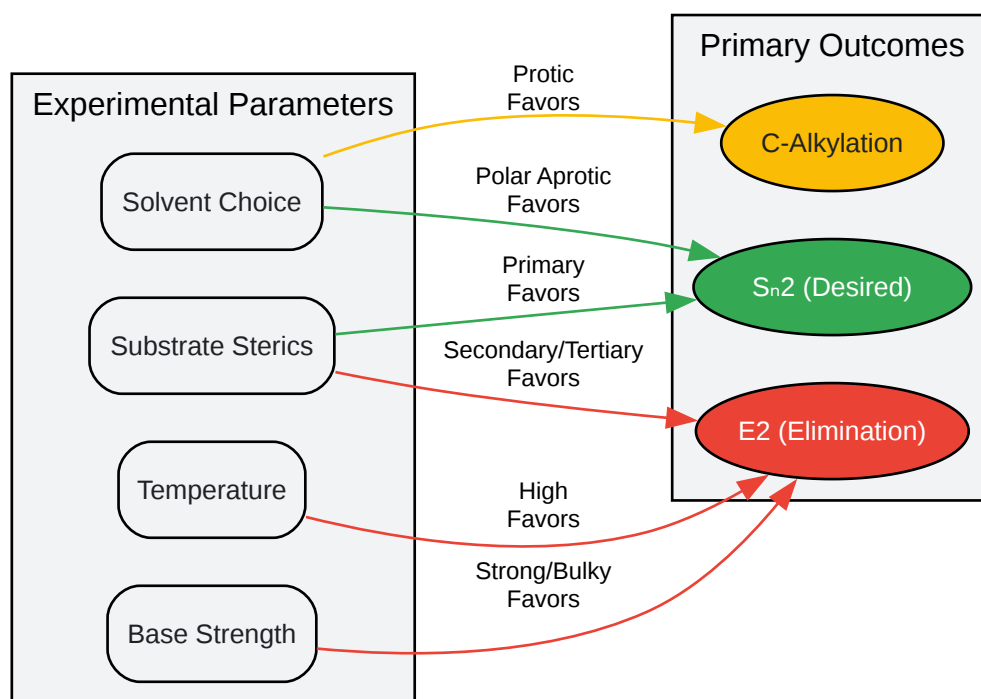 Primary Outcomes
Experimental Parameters
Protic
Favors
C-Alkylation
Solvent Choice
Polar Aprotic
Favors
Sₙ2 (Desired)
Primary
Favors
Substrate Sterics
Secondary/Tertiary
Favors
E2 (Elimination)
Temperature
High
Favors
Strong/Bulky
Favors
Base Strength